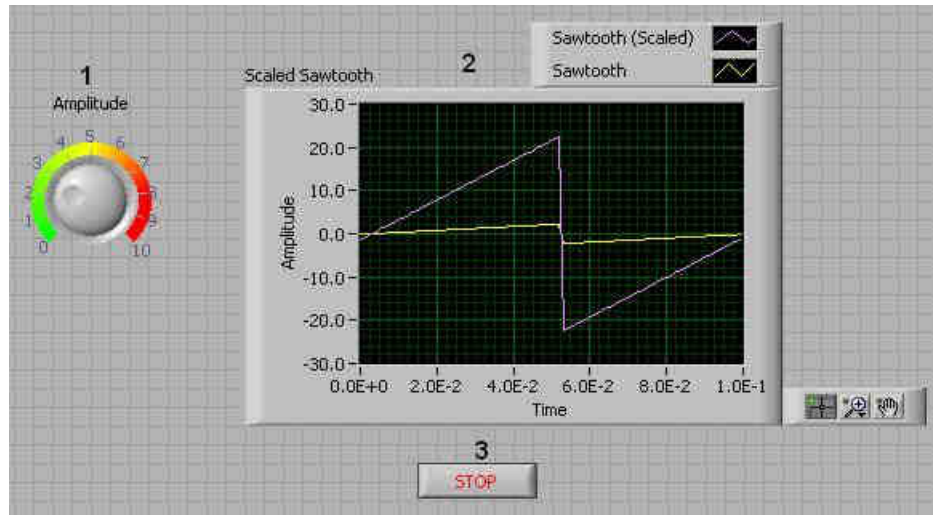 Sawtooth (Scaled)
Sawtooth
1
Amplitude
0
1
2
3
4
5
6
7
8
9
10
2
Scaled Sawtooth
Amplitude
30.0
20.0
10.0
0.0
-10.0
-20.0
-30.0
0.0E+0 2.0E-2 4.0E-2 6.0E-2 8.0E-2 1.0E-1
Time
3
STOP